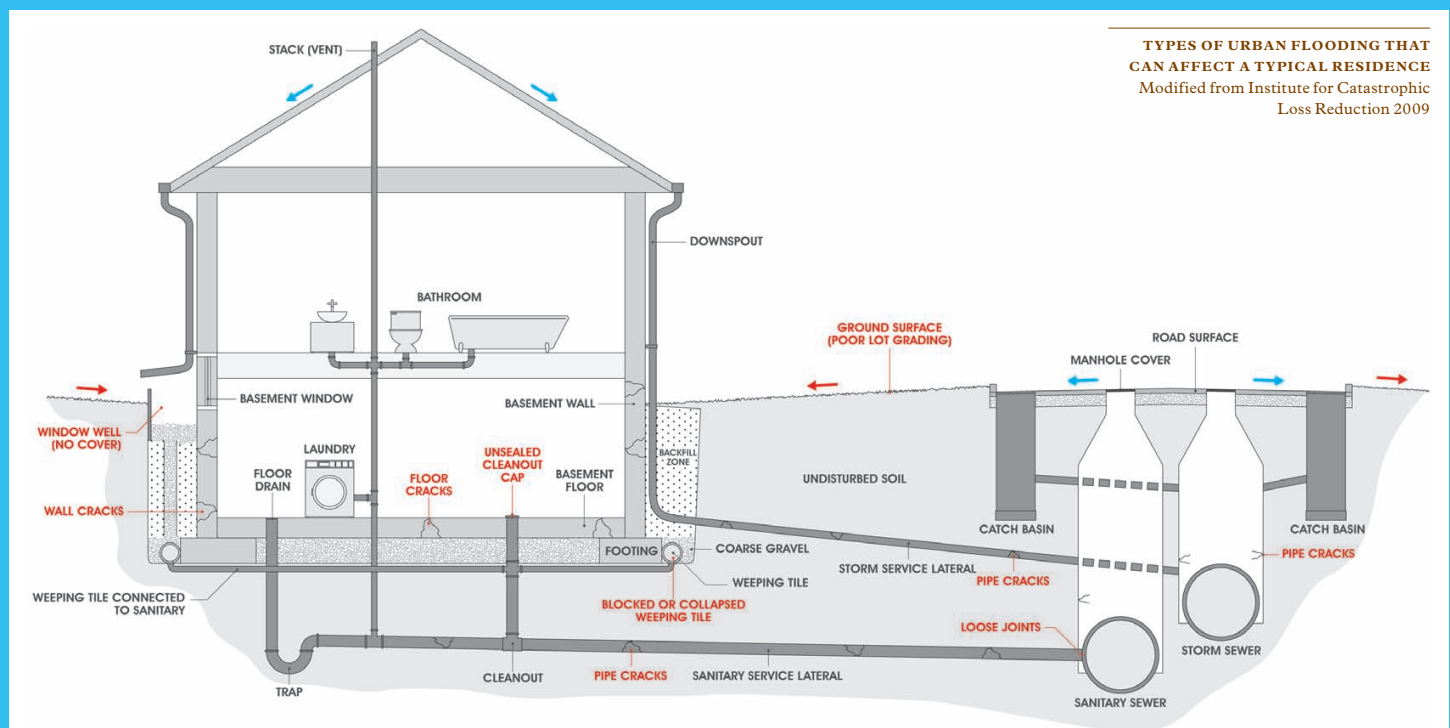 TYPES OF URBAN FLOODING THAT
CAN AFFECT A TYPICAL RESIDENCE
Modified from Institute for Catastrophic
Loss Reduction 2009
STACK (VENT)
DOWNSPOUT
BATHROOM
GROUND SURFACE
(POOR LOT GRADING)
ROAD SURFACE
MANHOLE COVER
BASEMENT WINDOW
BASEMENT WALL
WINDOW WELL
(NO COVER)
LAUNDRY
UNSEALED
CLEANOUT
CAP
BACKFILL
ZONE
FLOOR
DRAIN
FLOOR
CRACKS
BASEMENT
FLOOR
UNDISTURBED SOIL
WALL CRACKS
CATCH BASIN
CATCH BASIN
FOOTING
COARSE GRAVEL
PIPE CRACKS
STORM SERVICE LATERAL
PIPE CRACKS
WEEPING TILE
WEEPING TILE CONNECTED
TO SANITARY
BLOCKED OR COLLAPSED
WEEPING TILE
LOOSE JOINTS
STORM SEWER
TRAP
CLEANOUT
PIPE CRACKS
SANITARY SERVICE LATERAL
SANITARY SEWER